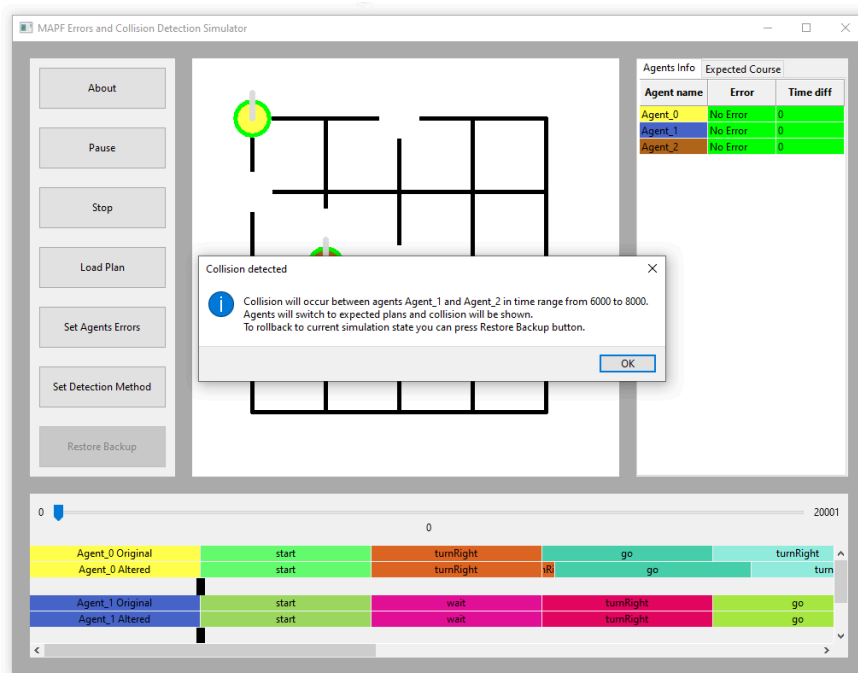 MAPF Errors and Collision Detection Simulator
About
Pause
Stop
Load Plan
Set Agents Errors
Set Detection Method
Restore Backup
Agents Info Expected Course
Agent name Error Time diff
Agent_0 No Error 0
Agent_1 No Error 0
Agent_2 No Error 0
Collision detected
Collision will occur between agents Agent_1 and Agent_2 in time range from 6000 to 8000.
Agents will switch to expected plans and collision will be shown.
To rollback to current simulation state you can press Restore Backup button.
OK
0 20001
0
Agent_0 Original start turnRight go turnRight
Agent_0 Altered start turnRight go turn
Agent_1 Original start wait turnRight go
Agent_1 Altered start wait turnRight go